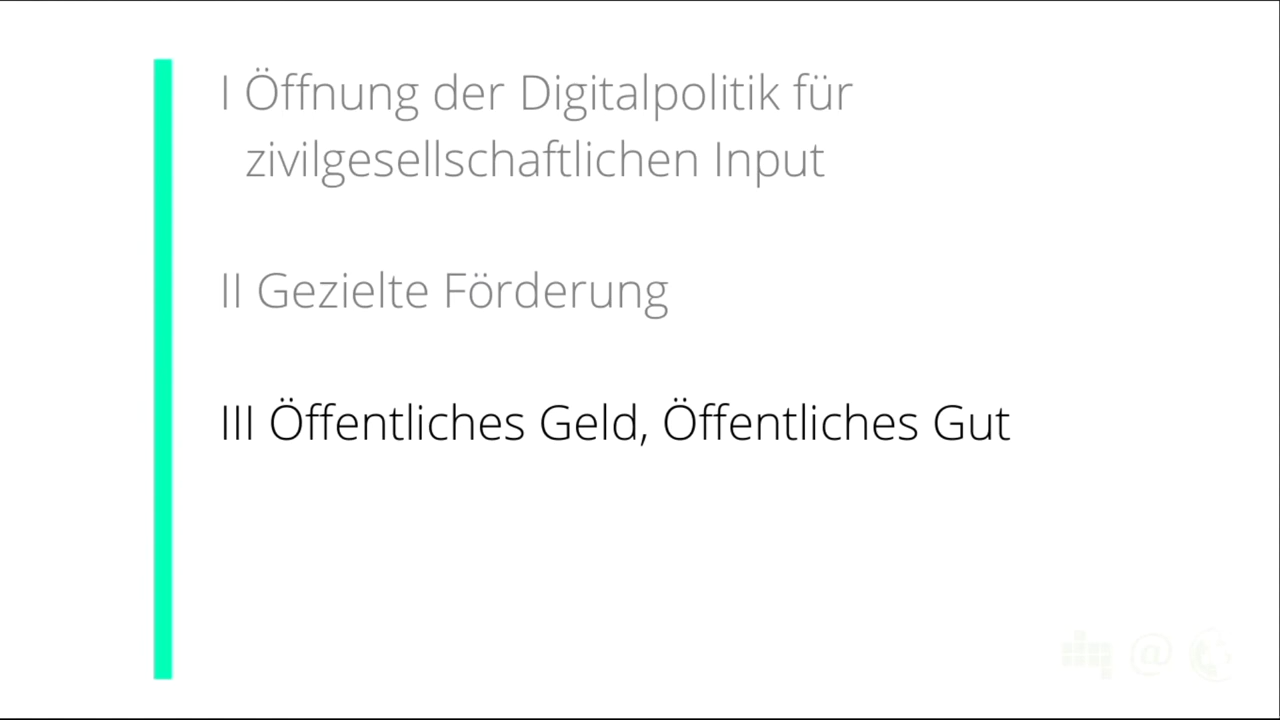 I Öffnung der Digitalpolitik für
zivilgesellschaftlichen Input
II Gezielte Förderung
III Öffentliches Geld, Öffentliches Gut